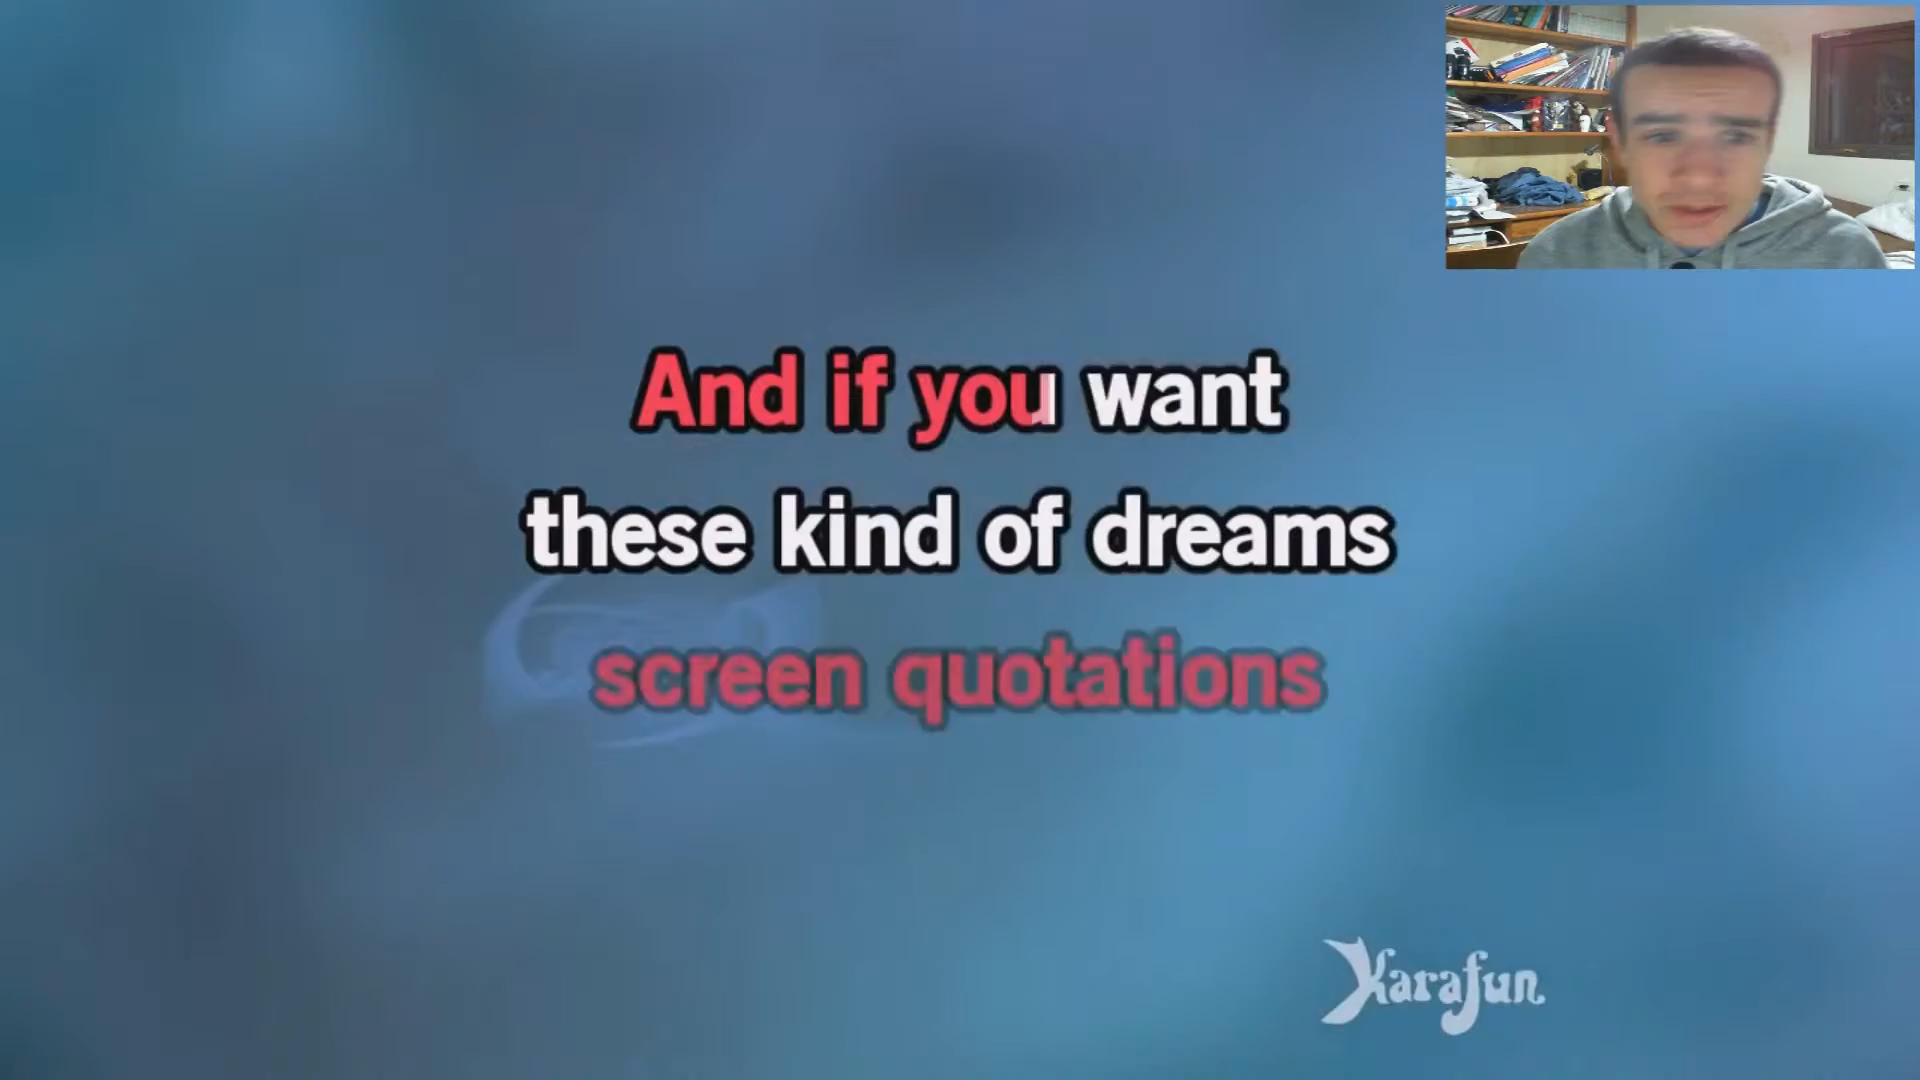 And if you want
these kind of dreams
screen quotations
Karafun